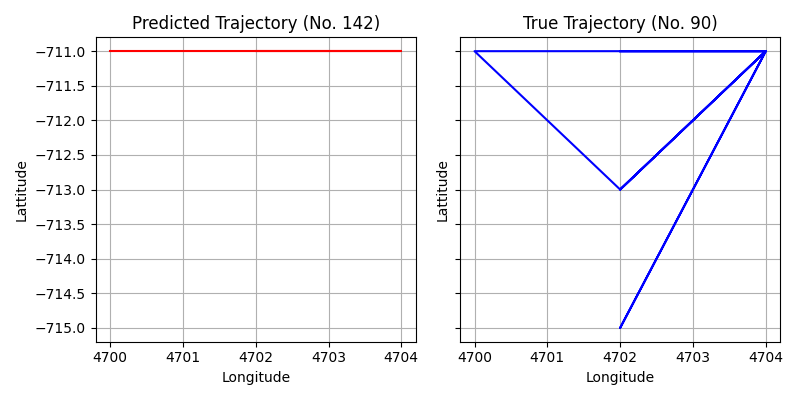 Predicted Trajectory (No. 142)
True Trajectory (No. 90)
−711.0
−711.5
−712.0
−712.5
−713.0
−713.5
−714.0
−714.5
−715.0
Lattitude
Lattitude
4700 4701 4702 4703 4704
4700 4701 4702 4703 4704
Longitude
Longitude